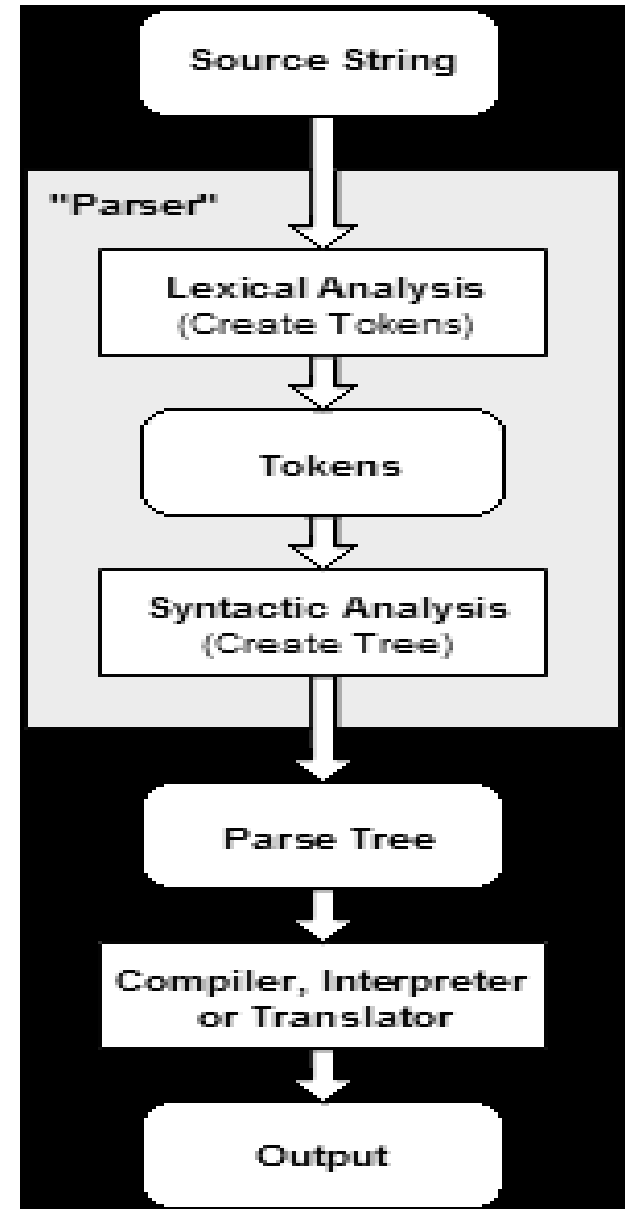 Source String
"Parser"
Lexical Analysis
(Create Tokens)
Tokens
Syntactic Analysis
(Create Tree)
Parse Tree
Compiler, Interpreter
or Translator
Output